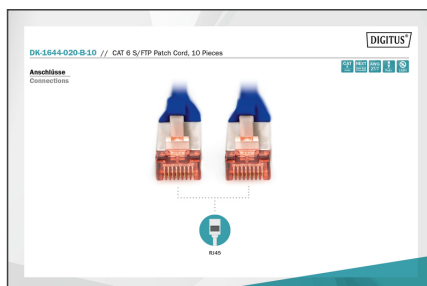 DIGITUS®
DK-1644-020-B-10 // CAT 6 S/FTP Patch Cord, 10 Pieces
Anschlüsse
Connections
RJ45